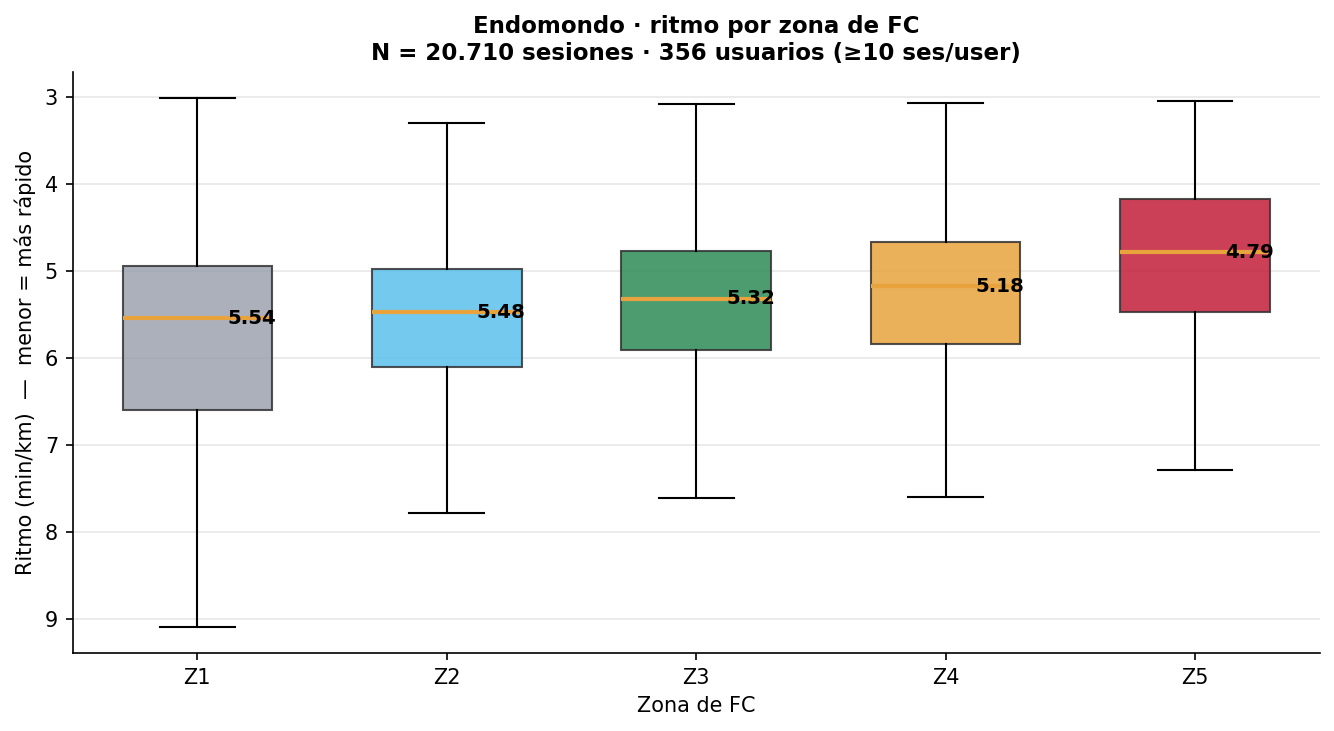 Endomondo · ritmo por zona de FC
N = 20.710 sesiones · 356 usuarios (≥10 ses/user)
Ritmo (min/km) — menor = más rápido
3
4
5
6
7
8
9
5.54
5.48
5.32
5.18
4.79
Z1
Z2
Z3
Z4
Z5
Zona de FC